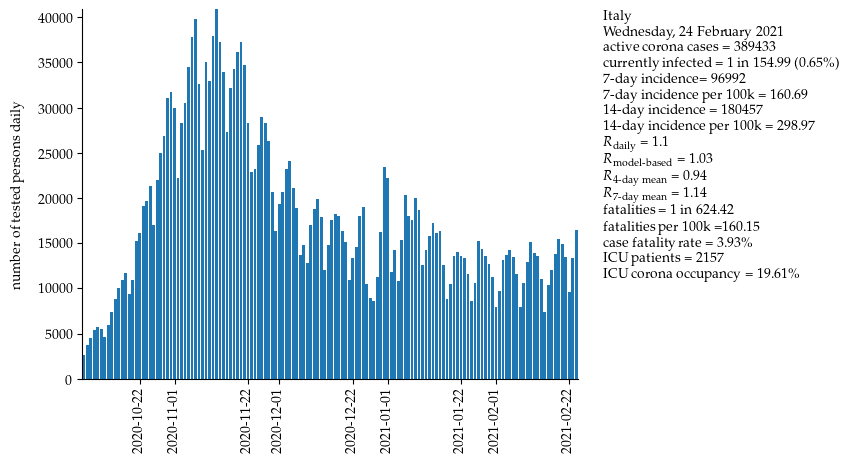 number of tested persons daily
40000
35000
30000
25000
20000
15000
10000
5000
0
2020-10-22
2020-11-01
2020-11-22
2020-12-01
2020-12-22
2021-01-01
2021-01-22
2021-02-01
2021-02-22
Italy
Wednesday, 24 February 2021
active corona cases = 389433
currently infected = 1 in 154.99 (0.65%)
7-day incidence= 96992
7-day incidence per 100k = 160.69
14-day incidence = 180457
14-day incidence per 100k = 298.97
Rdaily = 1.1
Rmodel-based = 1.03
R4-day mean = 0.94
R7-day mean = 1.14
fatalities = 1 in 624.42
fatalities per 100k =160.15
case fatality rate = 3.93%
ICU patients = 2157
ICU corona occupancy = 19.61%